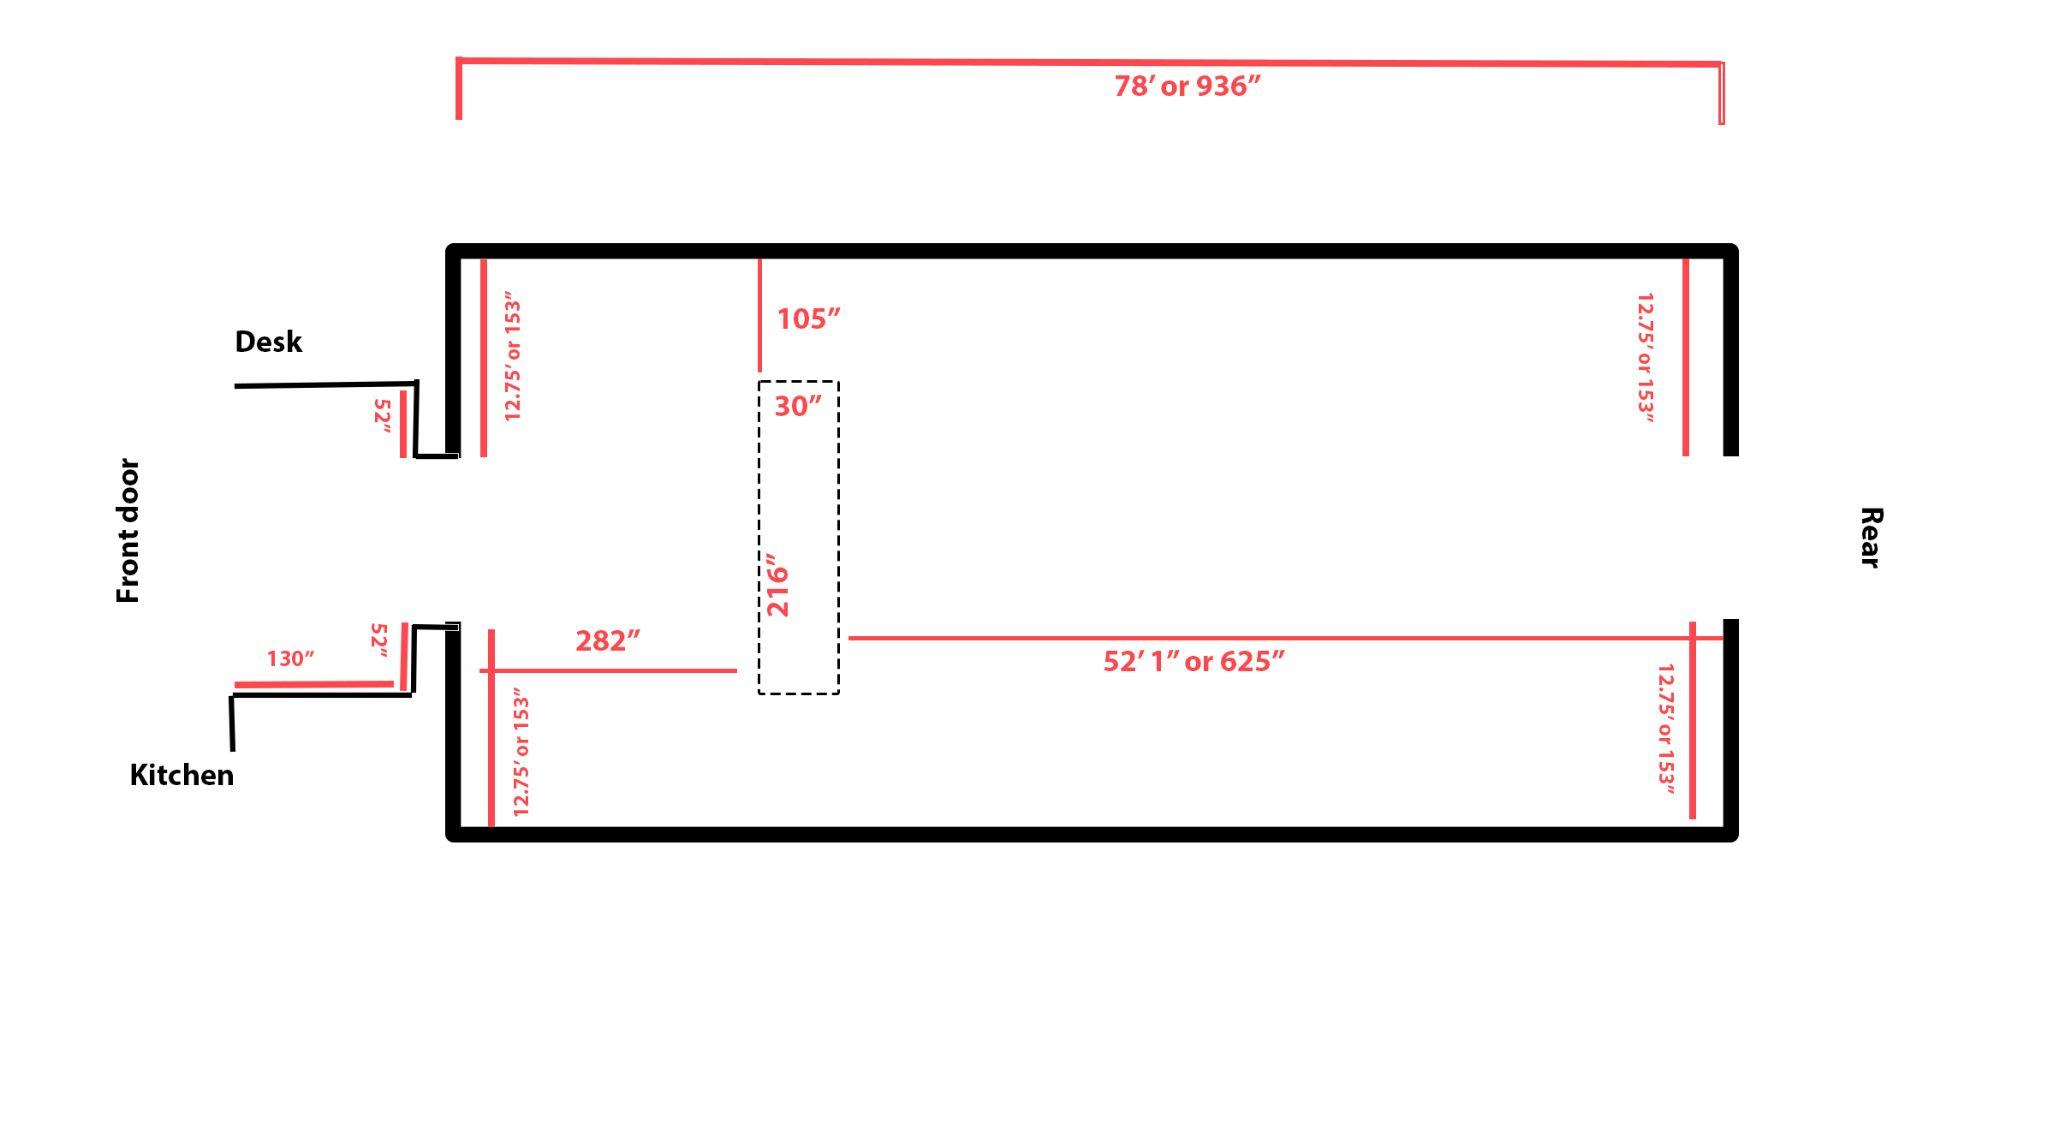 78’ or 936”
12.75’ or 153”
105”
12.75’ or 153”
Desk
30”
52”
Front door
Rear
216”
52”
282”
130”
52’ 1” or 625”
12.75’ or 153”
12.75’ or 153”
Kitchen